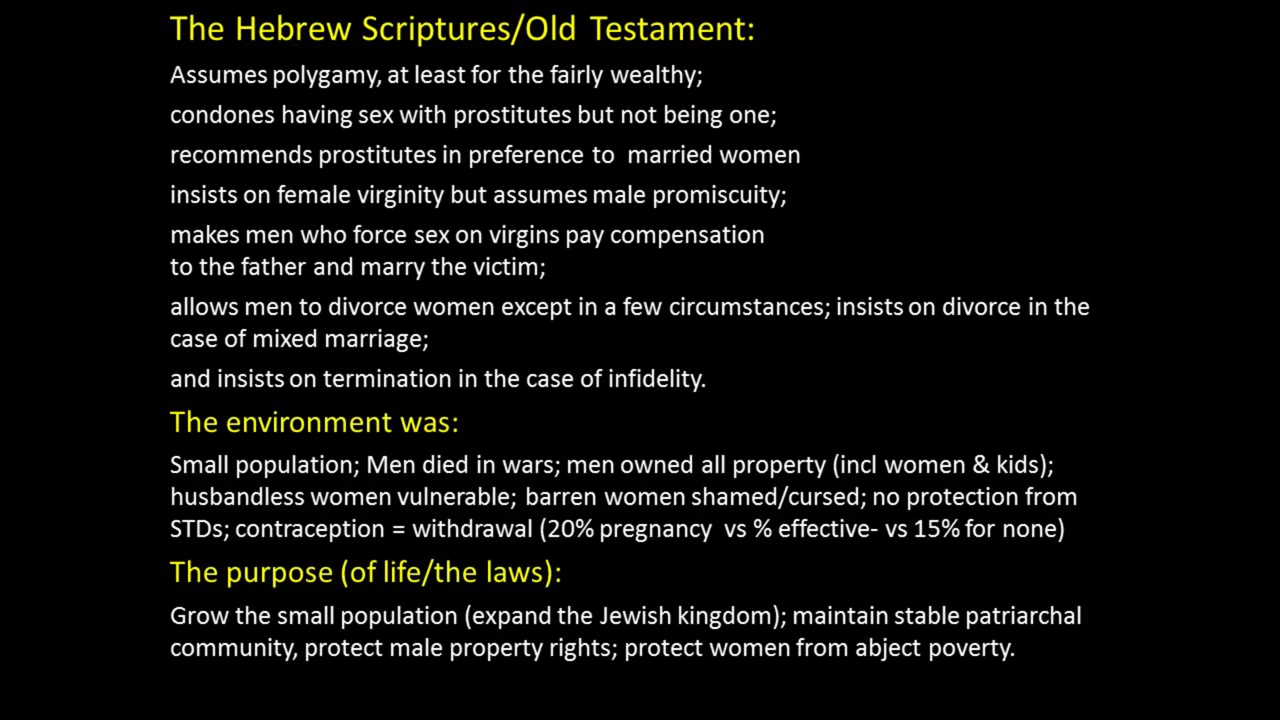 The Hebrew Scriptures/Old Testament:
Assumes polygamy, at least for the fairly wealthy;
condones having sex with prostitutes but not being one;
recommends prostitutes in preference to married women
insists on female virginity but assumes male promiscuity;
makes men who force sex on virgins pay compensation
to the father and marry the victim;
allows men to divorce women except in a few circumstances; insists on divorce in the
case of mixed marriage;
and insists on termination in the case of infidelity.
The environment was:
Small population; Men died in wars; men owned all property (incl women & kids);
husbandless women vulnerable; barren women shamed/cursed; no protection from
STDs; contraception = withdrawal (20% pregnancy vs % effective- vs 15% for none)
The purpose (of life/the laws):
Grow the small population (expand the Jewish kingdom); maintain stable patriarchal
community, protect male property rights; protect women from abject poverty.